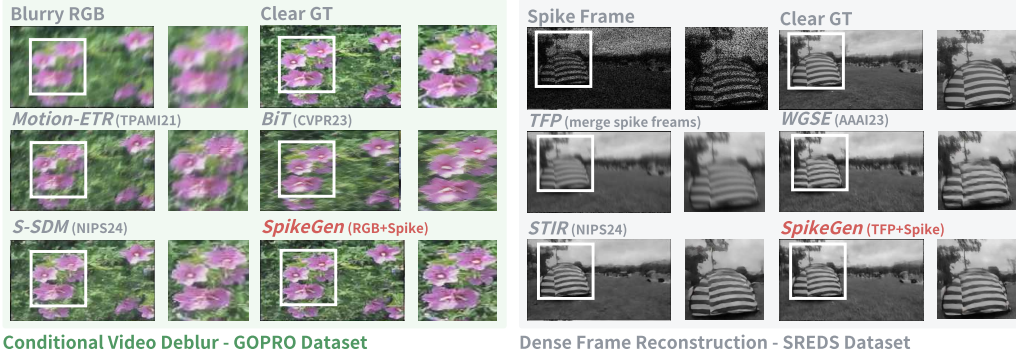 Blurry RGB
Clear GT
Motion-ETR (TPAMI21)
BiT (CVPR23)
S-SDM (NIPS24)
SpikeGen (RGB+Spike)
Conditional Video Deblur - GOPRO Dataset
Spike Frame
Clear GT
TFP (merge spike freams)
WGSE (AAAI23)
STIR (NIPS24)
SpikeGen (TFP+Spike)
Dense Frame Reconstruction - SREDS Dataset